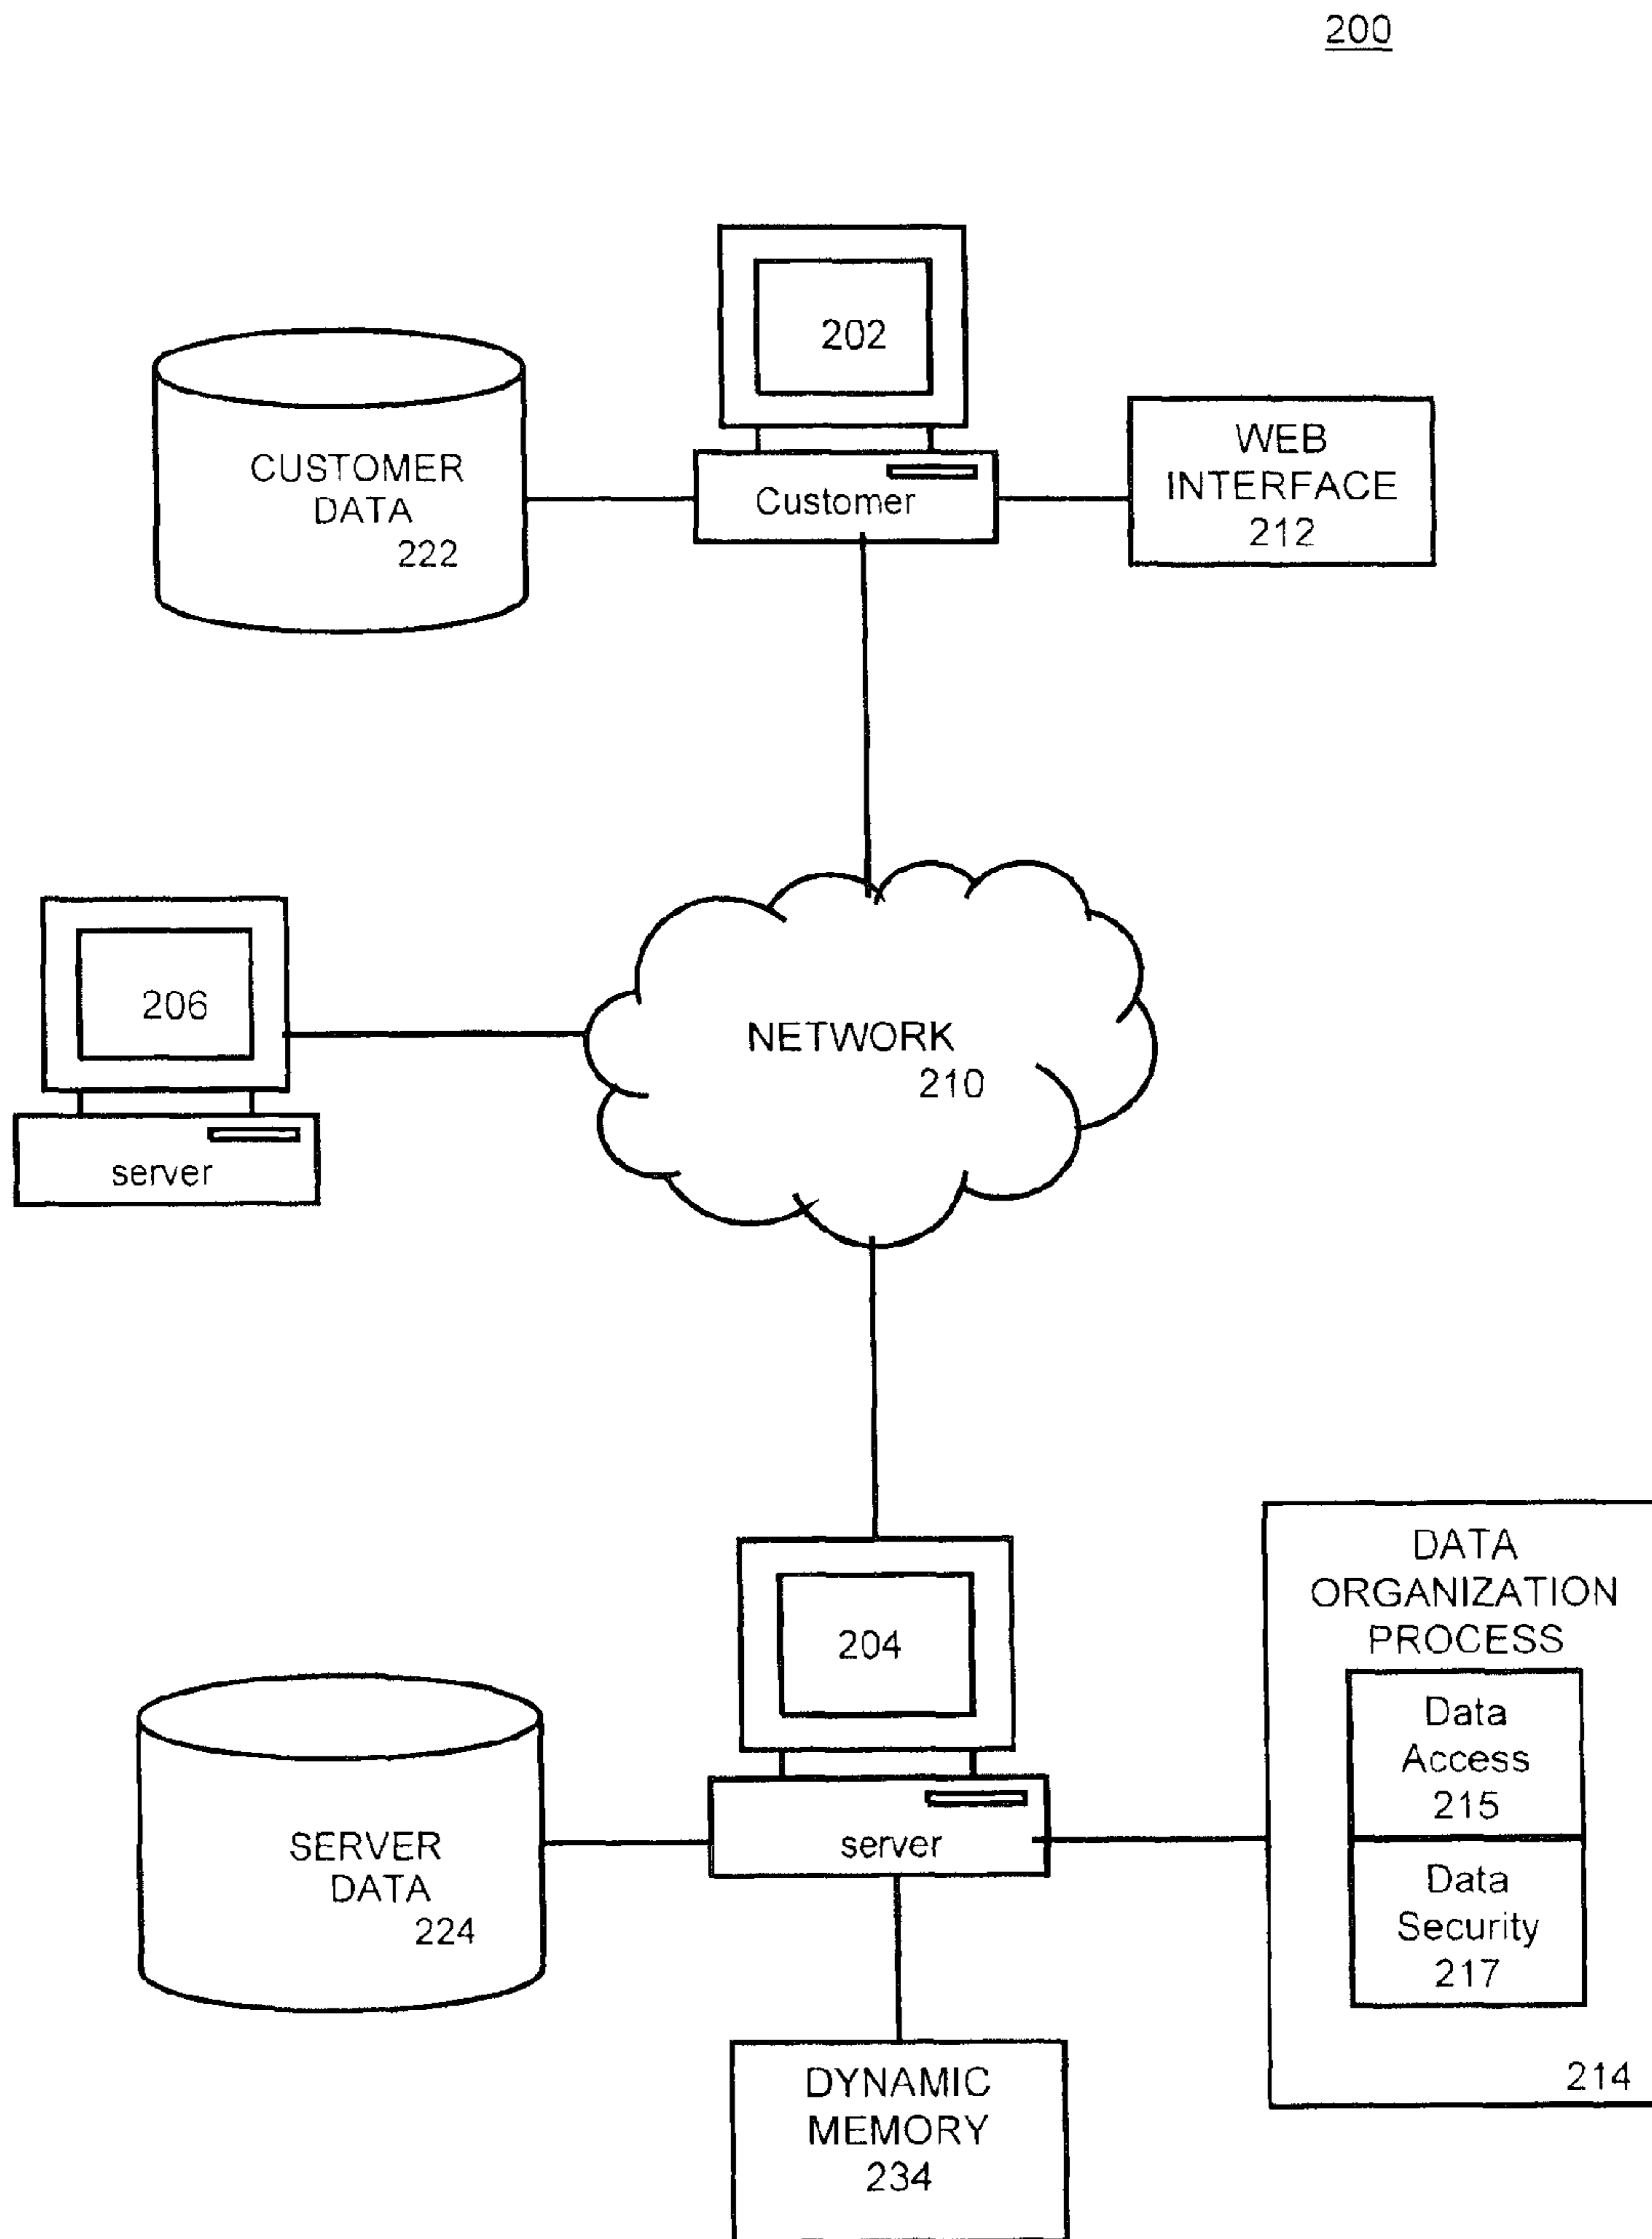 200
202
Customer
CUSTOMER
DATA
222
WEB
INTERFACE
212
206
server
NETWORK
210
204
server
SERVER
DATA
224
DATA
ORGANIZATION
PROCESS
Data
Access
215
Data
Security
217
214
DYNAMIC
MEMORY
234